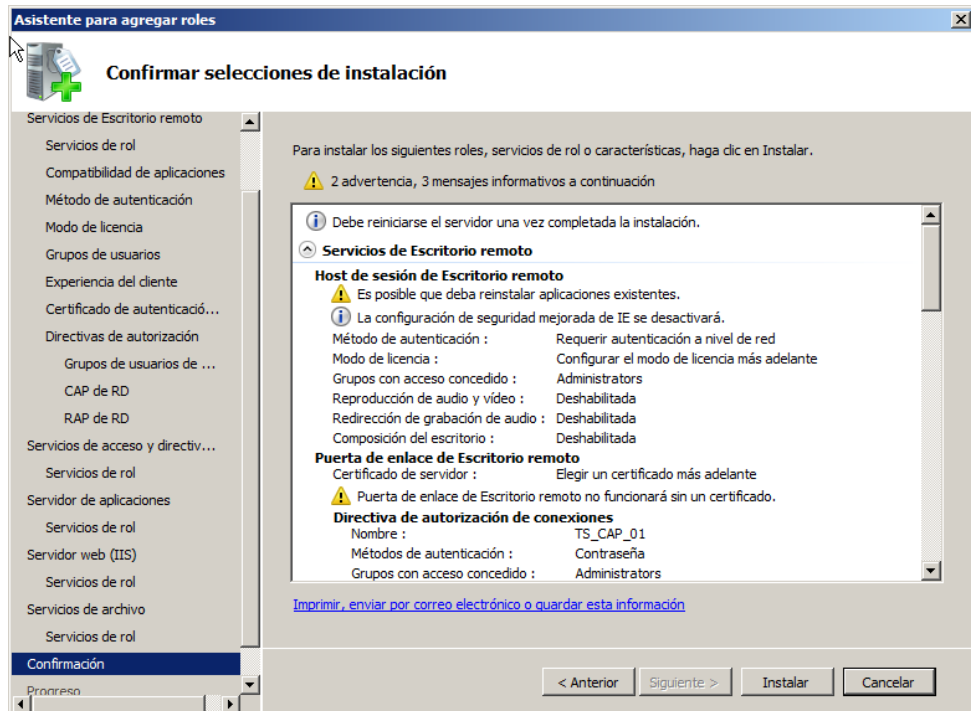 Asistente para agregar roles
Confirmar selecciones de instalación
Servicios de Escritorio remoto
Servicios de rol
Compatibilidad de aplicaciones
Método de autenticación
Modo de licencia
Grupos de usuarios
Experiencia del cliente
Certificado de autenticació...
Directivas de autorización
Grupos de usuarios de ...
CAP de RD
RAP de RD
Servicios de acceso y directiv...
Servicios de rol
Servidor de aplicaciones
Servicios de rol
Servidor web (IIS)
Servicios de rol
Servicios de archivo
Servicios de rol
Confirmación
Progreso
Para instalar los siguientes roles, servicios de rol o características, haga clic en Instalar.
2 advertencia, 3 mensajes informativos a continuación
Debe reiniciarse el servidor una vez completada la instalación.
Servicios de Escritorio remoto
Host de sesión de Escritorio remoto
Es posible que deba reinstalar aplicaciones existentes.
La configuración de seguridad mejorada de IE se desactivará.
Método de autenticación : Requerir autenticación a nivel de red
Modo de licencia : Configurar el modo de licencia más adelante
Grupos con acceso concedido : Administrators
Reproducción de audio y vídeo : Deshabilitada
Redirección de grabación de audio : Deshabilitada
Composición del escritorio : Deshabilitada
Puerta de enlace de Escritorio remoto
Certificado de servidor : Elegir un certificado más adelante
Puerta de enlace de Escritorio remoto no funcionará sin un certificado.
Directiva de autorización de conexiones
Nombre : TS_CAP_01
Métodos de autenticación : Contraseña
Grupos con acceso concedido : Administrators
Imprimir, enviar por correo electrónico o guardar esta información
< Anterior Siguiente > Instalar Cancelar